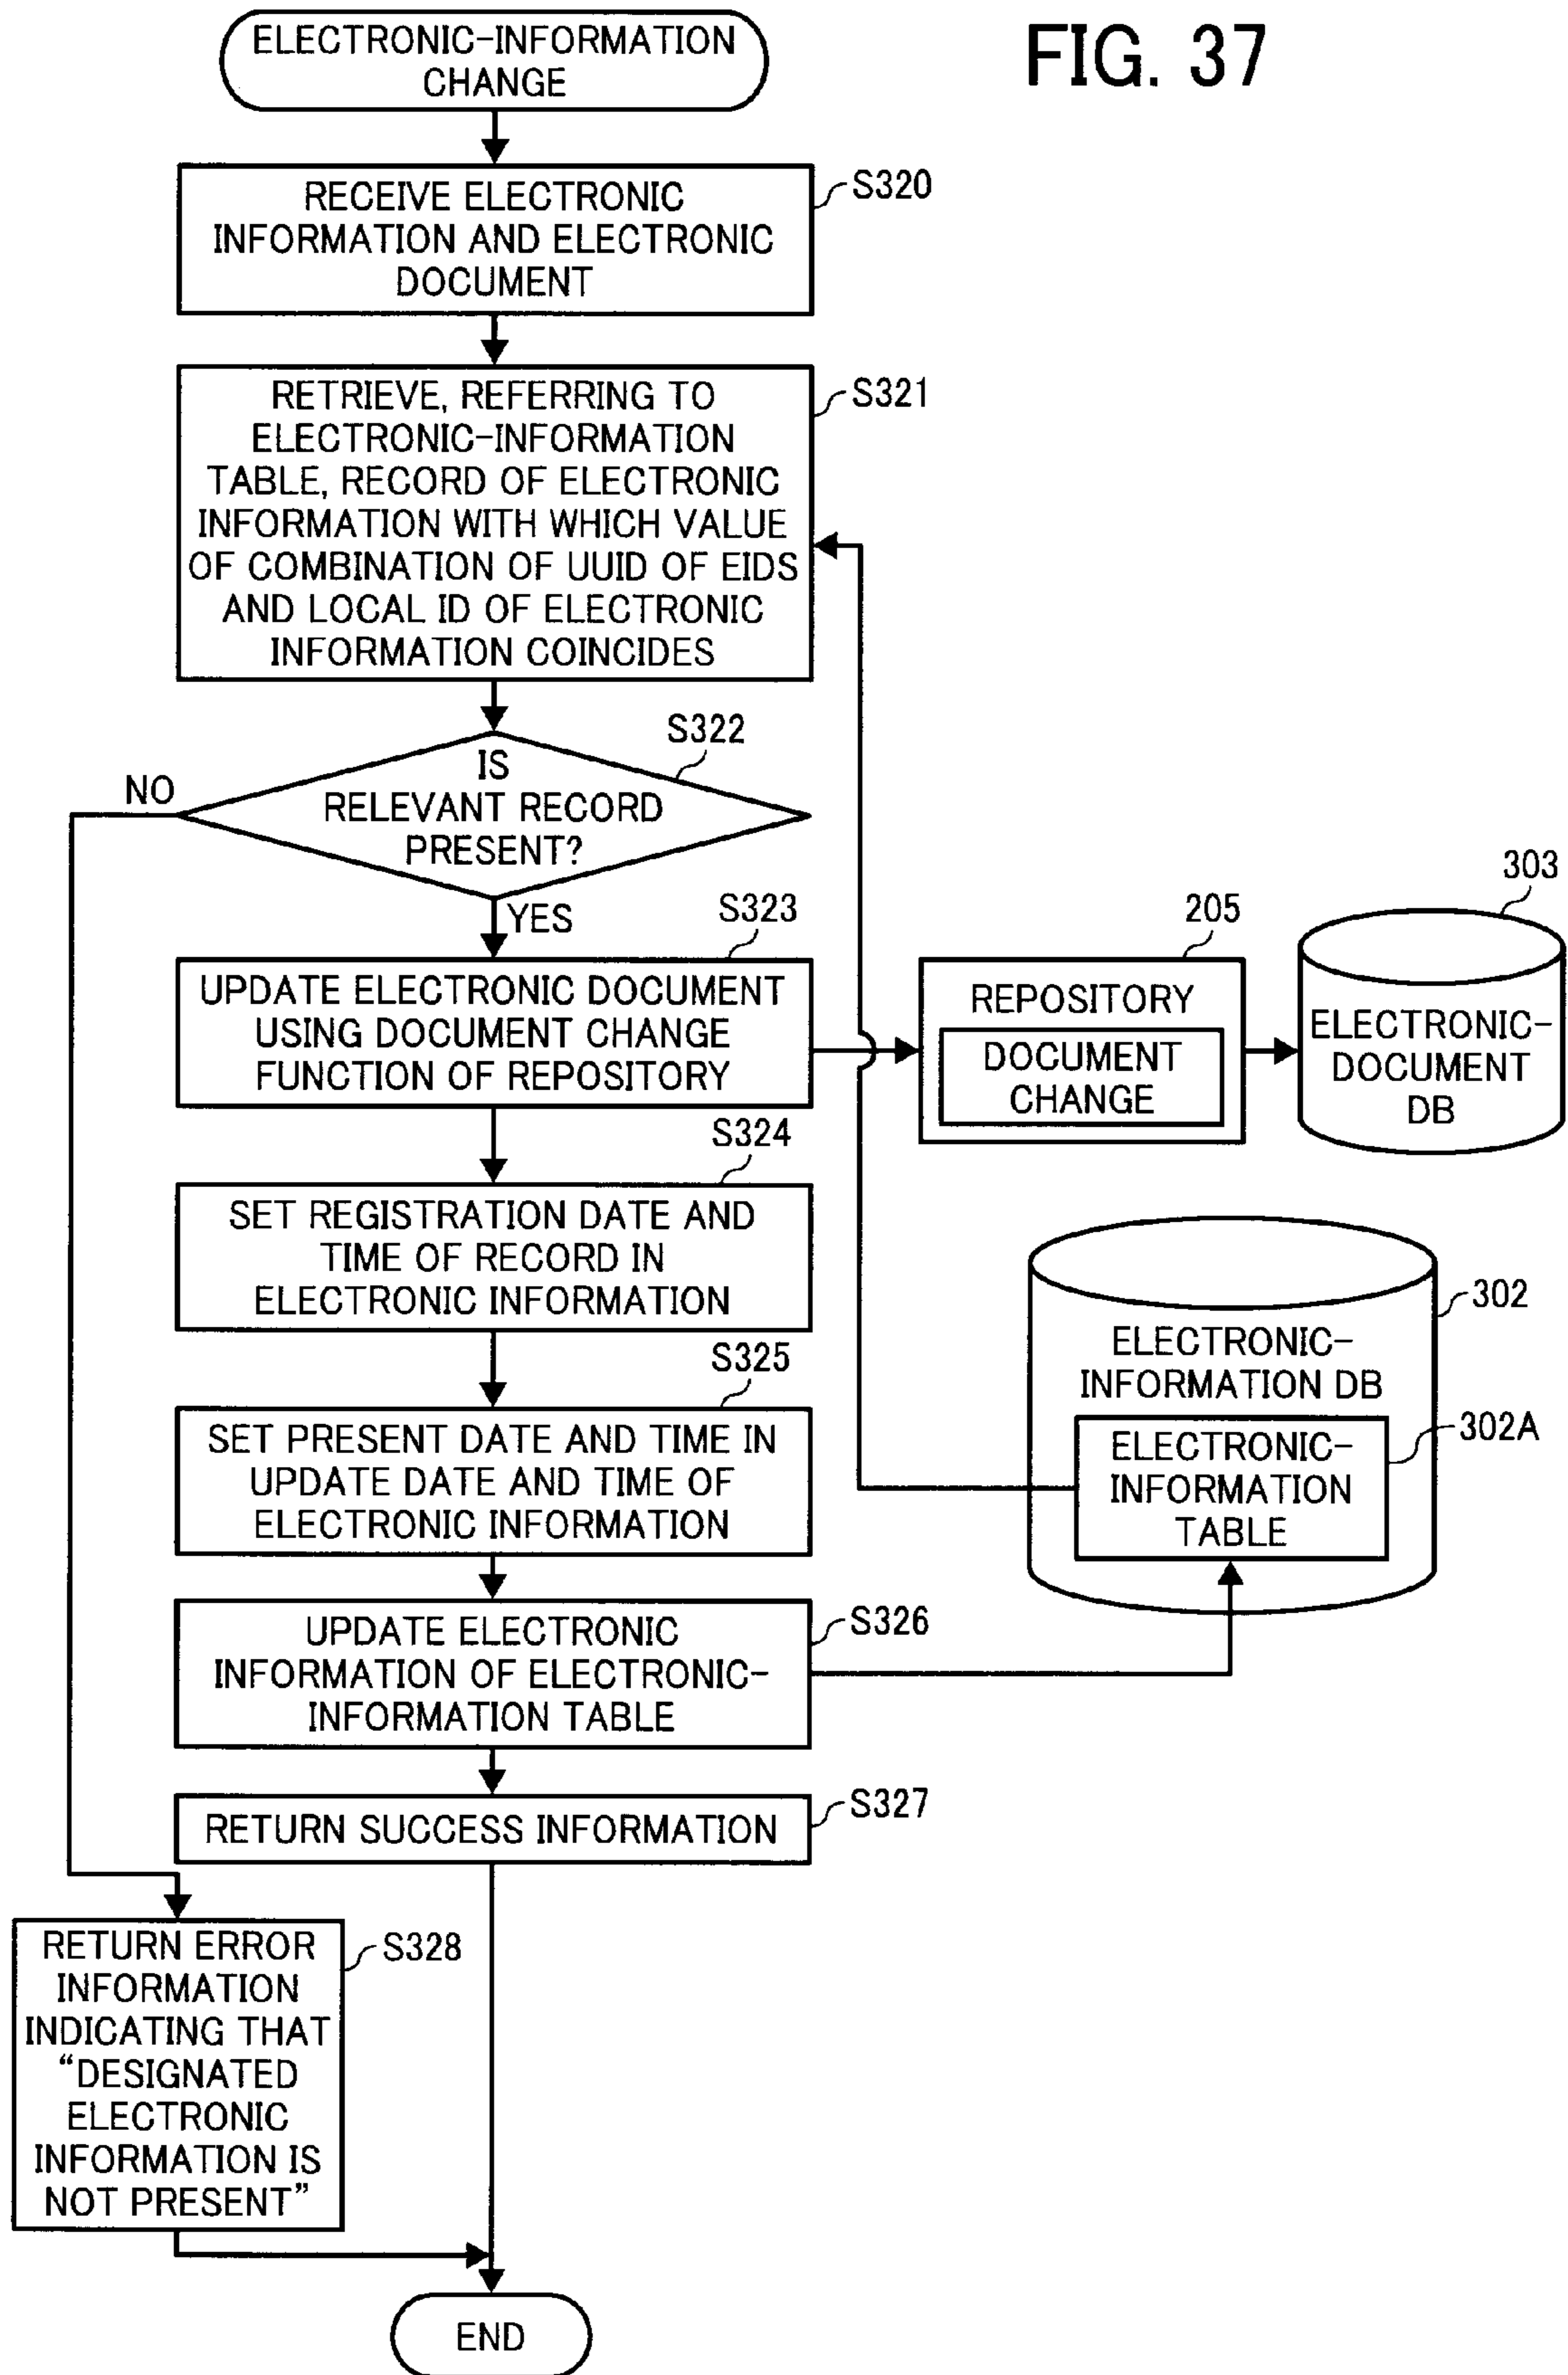 FIG. 37
ELECTRONIC-INFORMATION
CHANGE
S320
RECEIVE ELECTRONIC
INFORMATION AND ELECTRONIC
DOCUMENT
S321
RETRIEVE, REFERRING TO
ELECTRONIC-INFORMATION
TABLE, RECORD OF ELECTRONIC
INFORMATION WITH WHICH VALUE
OF COMBINATION OF UUID OF EIDS
AND LOCAL ID OF ELECTRONIC
INFORMATION COINCIDES
S322
IS
RELEVANT RECORD
PRESENT?
NO
YES
S323
UPDATE ELECTRONIC DOCUMENT
USING DOCUMENT CHANGE
FUNCTION OF REPOSITORY
205
REPOSITORY
DOCUMENT
CHANGE
303
ELECTRONIC-
DOCUMENT
DB
S324
SET REGISTRATION DATE AND
TIME OF RECORD IN
ELECTRONIC INFORMATION
302
ELECTRONIC-
INFORMATION DB
302A
ELECTRONIC-
INFORMATION
TABLE
S325
SET PRESENT DATE AND TIME IN
UPDATE DATE AND TIME OF
ELECTRONIC INFORMATION
S326
UPDATE ELECTRONIC
INFORMATION OF ELECTRONIC-
INFORMATION TABLE
S327
RETURN SUCCESS INFORMATION
S328
RETURN ERROR
INFORMATION
INDICATING THAT
“DESIGNATED
ELECTRONIC
INFORMATION IS
NOT PRESENT”
END